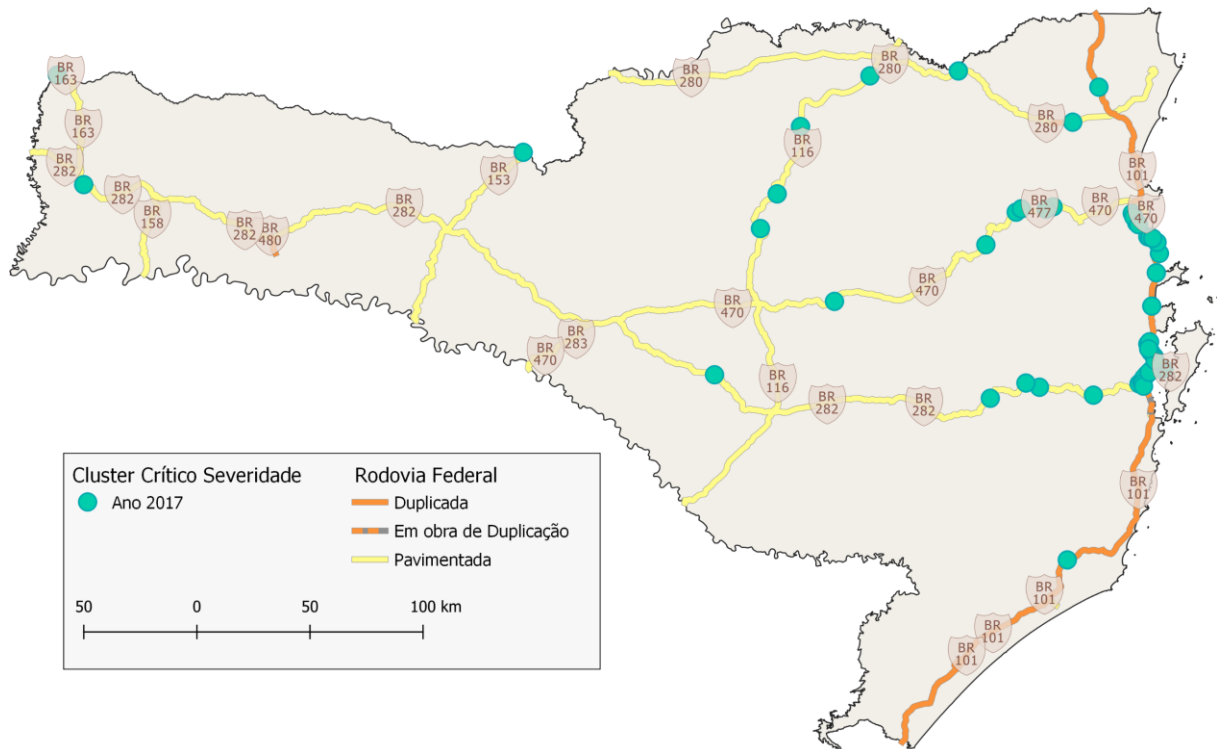 BR
163
BR
163
BR
282
BR
282
BR
158
BR
282
BR
480
BR
282
BR
153
BR
280
BR
280
BR
116
BR
280
BR
101
BR
477
BR
470
BR
470
BR
470
BR
470
BR
283
BR
470
BR
116
BR
282
BR
282
BR
282
BR
101
BR
101
BR
101
BR
101
Cluster Crítico Severidade
Ano 2017
Rodovia Federal
Duplicada
Em obra de Duplicação
Pavimentada
50 0 50 100 km